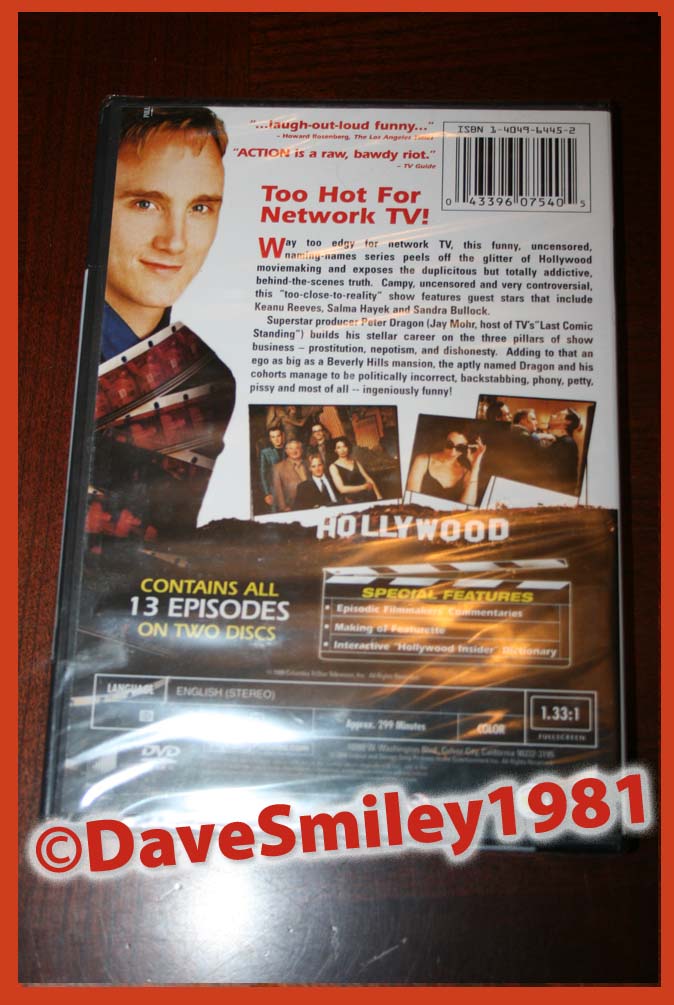 "...laugh-out-loud funny..."
– Howard Rosenberg, The Los Angeles Times
"ACTION is a raw, bawdy riot."
– TV Guide
ISBN 1-4049-6445-2
0 43396 07540 5
Too Hot For
Network TV!
Way too edgy for network TV, this funny, uncensored,
naming-names series peels off the glitter of Hollywood
moviemaking and exposes the duplicitous but totally addictive,
behind-the-scenes truth. Campy, uncensored and very controversial,
this "too-close-to-reality" show features guest stars that include
Keanu Reeves, Salma Hayek and Sandra Bullock.
Superstar producer Peter Dragon (Jay Mohr, host of TV's"Last Comic
Standing") builds his stellar career on the three pillars of show
business – prostitution, nepotism, and dishonesty. Adding to that an
ego as big as a Beverly Hills mansion, the aptly named Dragon and his
cohorts manage to be politically incorrect, backstabbing, phony, petty,
pissy and most of all -- ingeniously funny!
HOLLYWOOD
CONTAINS ALL
13 EPISODES
ON TWO DISCS
SPECIAL FEATURES
• Episodic Filmmakers' Commentaries
• Making of Featurette
• Interactive "Hollywood Insider" Dictionary
LANGUAGE
ENGLISH (STEREO)
Approx. 299 Minutes
COLOR
1.33:1
FULLSCREEN
DVD
10202 W. Washington Blvd., Culver City, California 90232-3195
©DaveSmiley1981